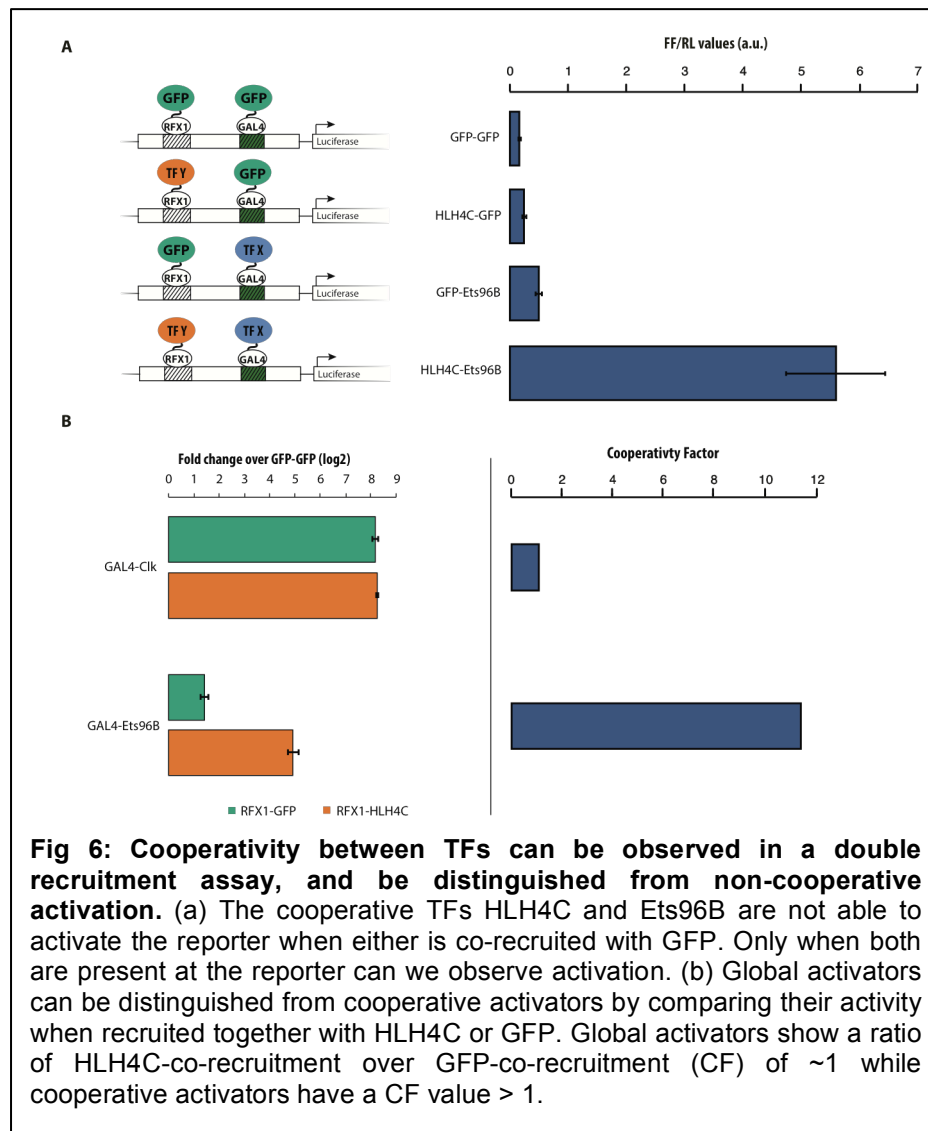 A
FF/RL values (a.u.)
0 1 2 3 4 5 6 7
GFP GFP
RFX1 GAL4
Luciferase
GFP-GFP
TF Y GFP
RFX1 GAL4
Luciferase
HLH4C-GFP
GFP TF X
RFX1 GAL4
Luciferase
GFP-Ets96B
TF Y TF X
RFX1 GAL4
Luciferase
HLH4C-Ets96B
B
Fold change over GFP-GFP (log2)
0 1 2 3 4 5 6 7 8 9
Cooperativty Factor
0 2 4 6 8 10 12
GAL4-Clk
GAL4-Ets96B
RFX1-GFP RFX1-HLH4C
Fig 6: Cooperativity between TFs can be observed in a double
recruitment assay, and be distinguished from non-cooperative
activation. (a) The cooperative TFs HLH4C and Ets96B are not able to
activate the reporter when either is co-recruited with GFP. Only when both
are present at the reporter can we observe activation. (b) Global activators
can be distinguished from cooperative activators by comparing their activity
when recruited together with HLH4C or GFP. Global activators show a ratio
of HLH4C-co-recruitment over GFP-co-recruitment (CF) of ~1 while
cooperative activators have a CF value > 1.